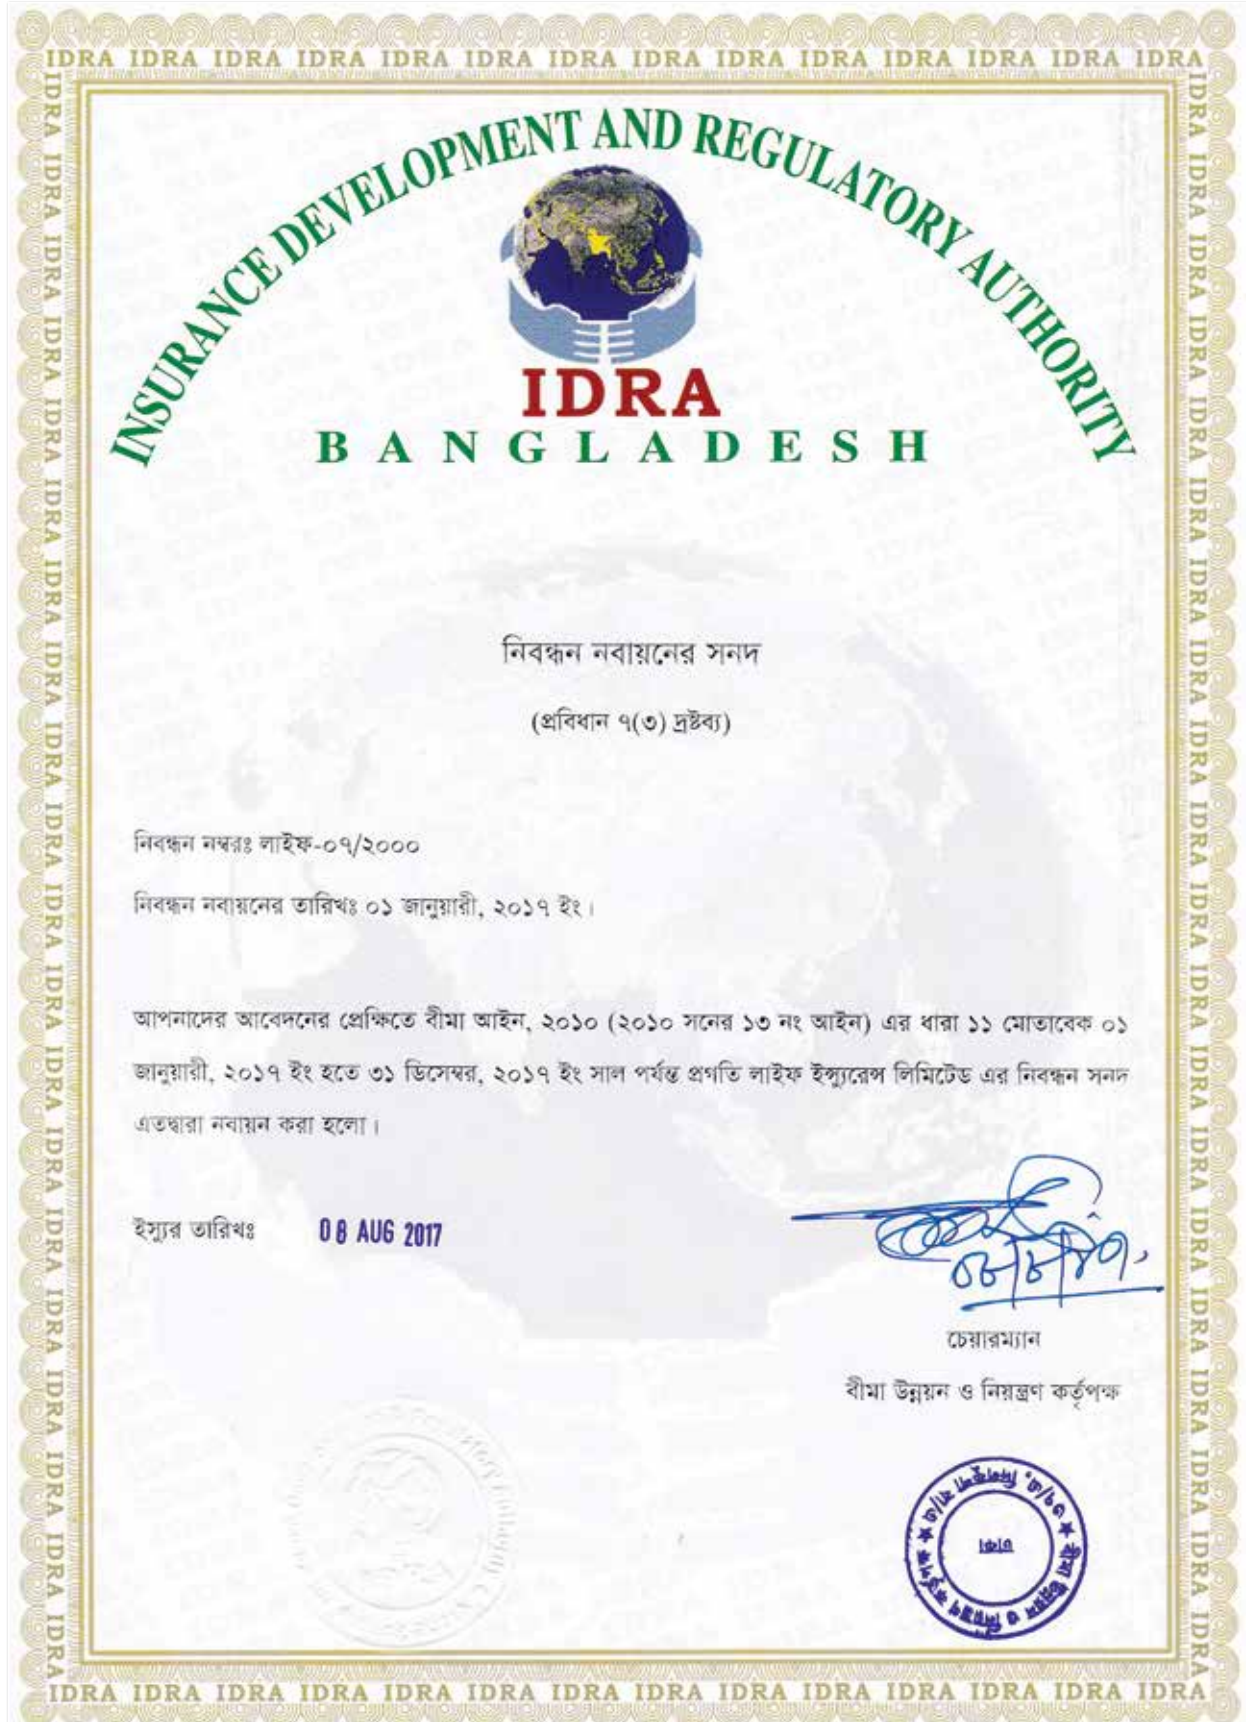 IDRA IDRA IDRA IDRA IDRA IDRA IDRA IDRA IDRA IDRA IDRA IDRA IDRA IDRA
INSURANCE DEVELOPMENT AND REGULATORY AUTHORITY
IDRA
BANGLADESH
নিবন্ধন নবায়নের সনদ
(প্রবিধান ৭(৩) দ্রষ্টব্য)
নিবন্ধন নম্বরঃ লাইফ-০৭/২০০০
নিবন্ধন নবায়নের তারিখঃ ০১ জানুয়ারী, ২০১৭ ইং।
আপনাদের আবেদনের প্রেক্ষিতে বীমা আইন, ২০১০ (২০১০ সনের ১৩ নং আইন) এর ধারা ১১ মোতাবেক ০১
জানুয়ারী, ২০১৭ ইং হতে ৩১ ডিসেম্বর, ২০১৭ ইং সাল পর্যন্ত প্রগতি লাইফ ইন্স্যুরেন্স লিমিটেড এর নিবন্ধন সনদ
এতদ্বারা নবায়ন করা হলো।
ইস্যুর তারিখঃ 08 AUG 2017
চেয়ারম্যান
বীমা উন্নয়ন ও নিয়ন্ত্রণ কর্তৃপক্ষ
বীমা উন্নয়ন ও নিয়ন্ত্রণ কর্তৃপক্ষ
ঢাকা
IDRA IDRA IDRA IDRA IDRA IDRA IDRA IDRA IDRA IDRA IDRA IDRA IDRA IDRA